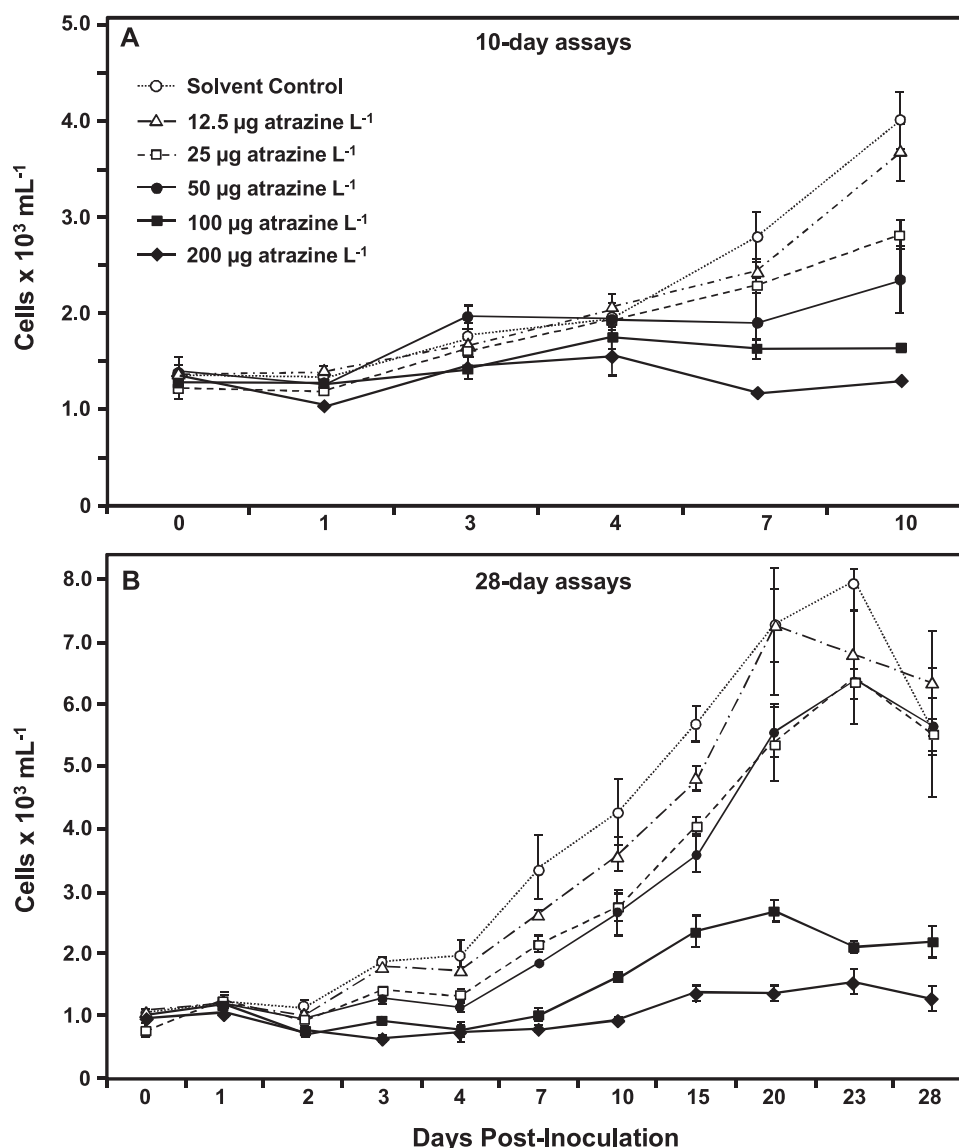 5.0
A
10-day assays
Solvent Control
12.5 µg atrazine L⁻¹
25 µg atrazine L⁻¹
50 µg atrazine L⁻¹
100 µg atrazine L⁻¹
200 µg atrazine L⁻¹
4.0
3.0
2.0
1.0
0
Cells x 10³ mL⁻¹
0 1 3 4 7 10
B
28-day assays
8.0
7.0
6.0
5.0
4.0
3.0
2.0
1.0
0
Cells x 10³ mL⁻¹
0 1 2 3 4 7 10 15 20 23 28
Days Post-Inoculation